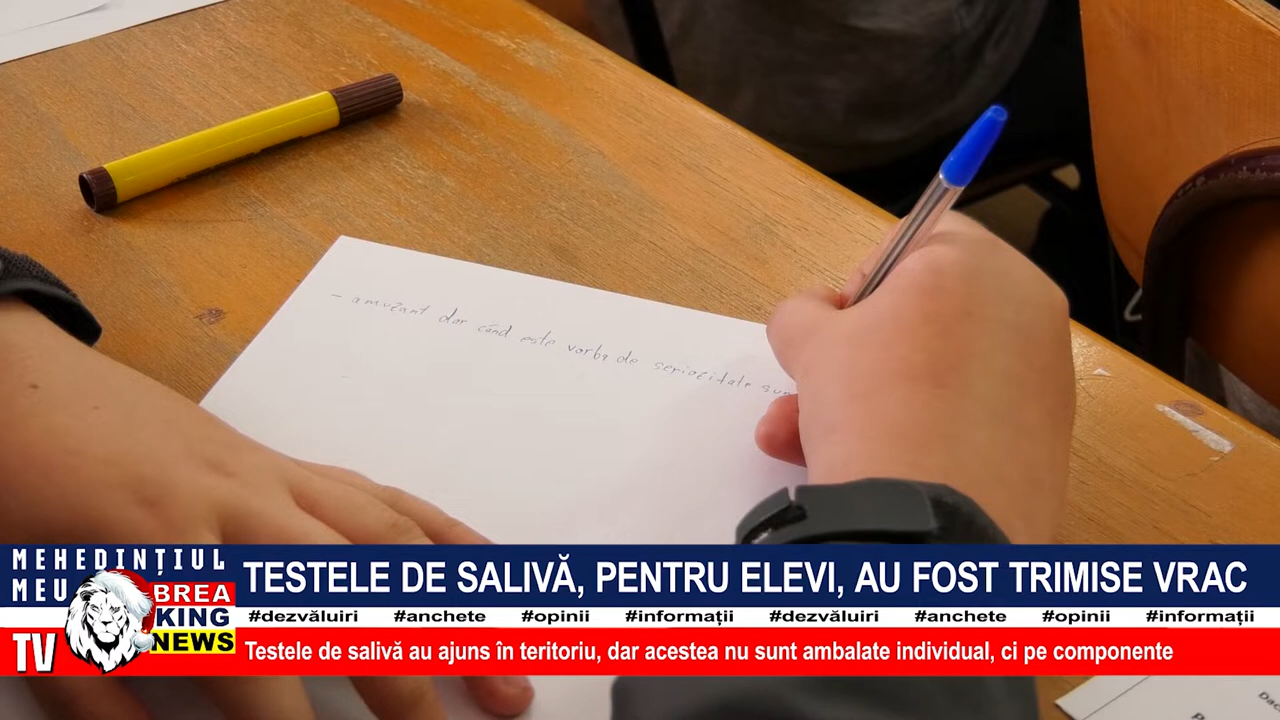 - amuzant dar când este vorba de seriozitate
MEHEDINȚIUL
MEU
TV
BREA
KING
NEWS
TESTELE DE SALIVĂ, PENTRU ELEVI, AU FOST TRIMISE VRAC
#dezvăluiri #anchete #opinii #informații #dezvăluiri #anchete #opinii #informații
Testele de salivă au ajuns în teritoriu, dar acestea nu sunt ambalate individual, ci pe componente